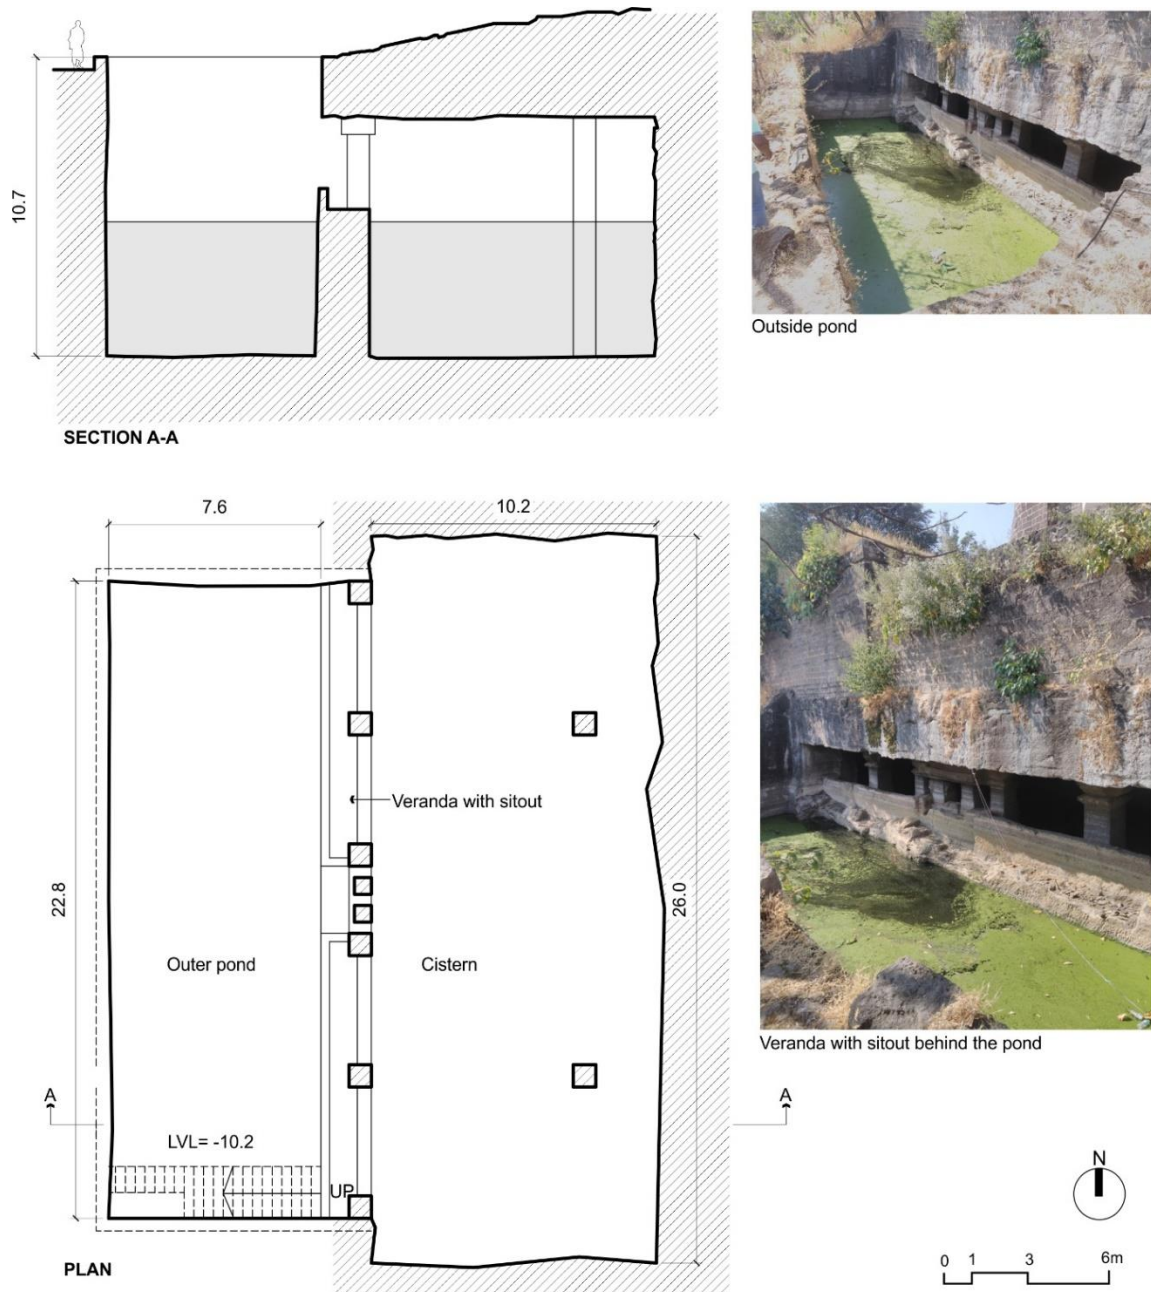 10.7
Outside pond
SECTION A-A
7.6
10.2
Veranda with sitout
22.8
26.0
Outer pond
Cistern
Veranda with sitout behind the pond
A
A
LVL= -10.2
UP
N
PLAN
0 1 3 6m